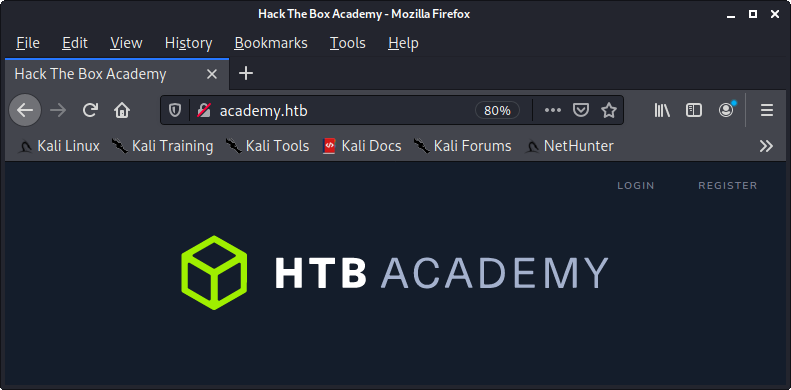 Hack The Box Academy - Mozilla Firefox
File Edit View History Bookmarks Tools Help
Hack The Box Academy
academy.htb 80%
Kali Linux Kali Training Kali Tools Kali Docs Kali Forums NetHunter
LOGIN REGISTER
HTB ACADEMY